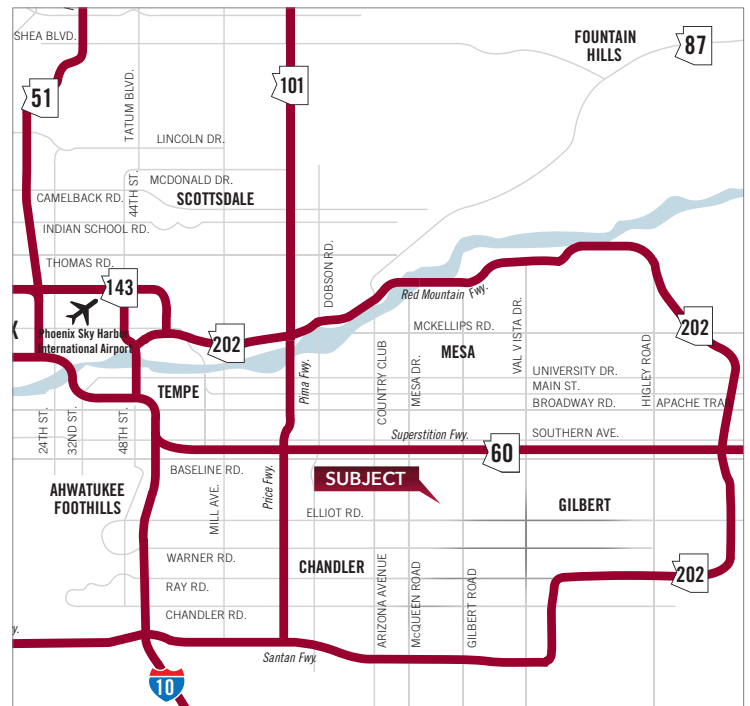 SHEA BLVD.
FOUNTAIN
HILLS
87
51
101
TATUM BLVD.
LINCOLN DR.
MCDONALD DR.
44TH ST.
CAMELBACK RD.
SCOTTSDALE
INDIAN SCHOOL RD.
THOMAS RD.
DOBSON RD.
143
Red Mountain Fwy.
202
Phoenix Sky Harbor
International Airport
202
MCKELLIPS RD.
MESA
VAL VISTA DR.
HIGLEY ROAD
COUNTRY CLUB
MESA DR.
UNIVERSITY DR.
MAIN ST.
BROADWAY RD.
APACHE TRA
TEMPE
Pima Fwy.
24TH ST.
32ND ST.
48TH ST.
Superstition Fwy.
SOUTHERN AVE.
60
BASELINE RD.
SUBJECT
AHWATUKEE
FOOTHILLS
MILL AVE.
Price Fwy.
ELLIOT RD.
GILBERT
WARNER RD.
CHANDLER
RAY RD.
CHANDLER RD.
ARIZONA AVENUE
McQUEEN ROAD
GILBERT ROAD
202
y.
Santan Fwy.
10